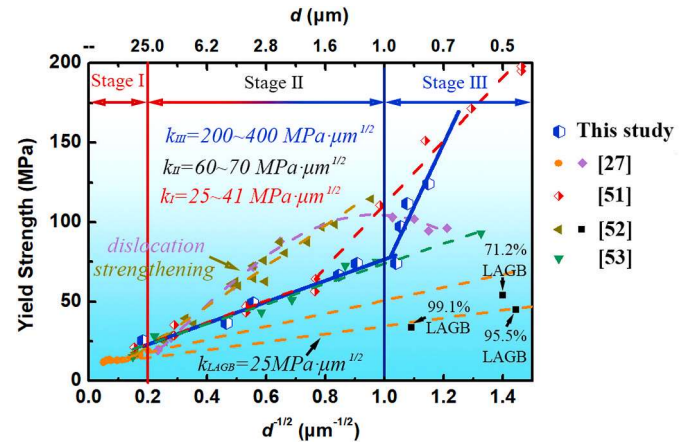 d (μm)
-- 25.0 6.2 2.8 1.6 1.0 0.7 0.5
200
150
100
50
0
Yield Strength (MPa)
Stage I
Stage II
Stage III
kIII=200~400 MPa·μm1/2
kII=60~70 MPa·μm1/2
kI=25~41 MPa·μm1/2
dislocation
strengthening
kLAGB=25MPa·μm1/2
71.2%
LAGB
99.1%
LAGB
95.5%
LAGB
This study
[27]
[51]
[52]
[53]
0.0 0.2 0.4 0.6 0.8 1.0 1.2 1.4
d-1/2 (μm-1/2)